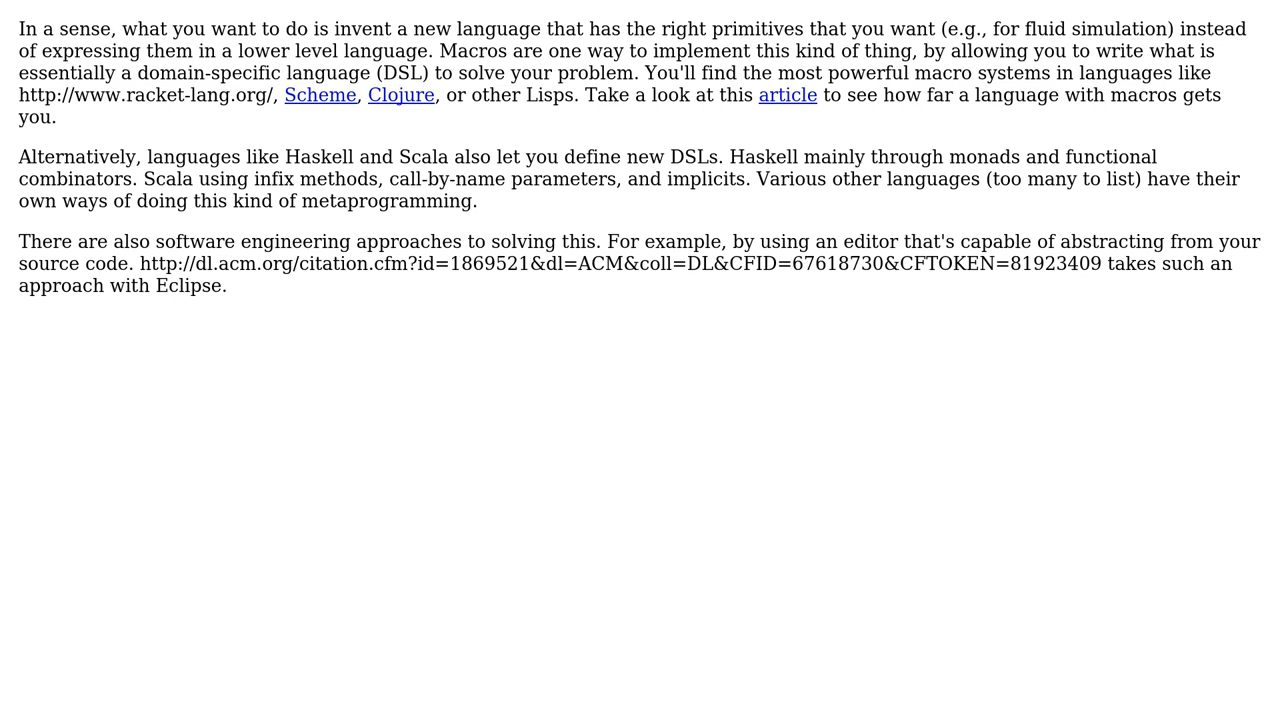 In a sense, what you want to do is invent a new language that has the right primitives that you want (e.g., for fluid simulation) instead
of expressing them in a lower level language. Macros are one way to implement this kind of thing, by allowing you to write what is
essentially a domain-specific language (DSL) to solve your problem. You'll find the most powerful macro systems in languages like
http://www.racket-lang.org/, Scheme, Clojure, or other Lisps. Take a look at this article to see how far a language with macros gets
you.
Alternatively, languages like Haskell and Scala also let you define new DSLs. Haskell mainly through monads and functional
combinators. Scala using infix methods, call-by-name parameters, and implicits. Various other languages (too many to list) have their
own ways of doing this kind of metaprogramming.
There are also software engineering approaches to solving this. For example, by using an editor that's capable of abstracting from your
source code. http://dl.acm.org/citation.cfm?id=1869521&dl=ACM&coll=DL&CFID=67618730&CFTOKEN=81923409 takes such an
approach with Eclipse.